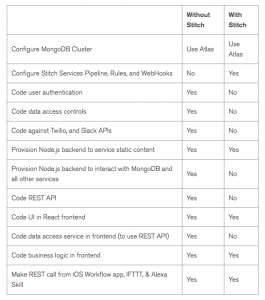 Without With
Stitch Stitch
Configure MongoDB Cluster Use Atlas Use
Atlas
Configure Stitch Services Pipeline, Rules, and WebHooks No Yes
Code user authentication Yes No
Code data access controls Yes No
Code against Twilio, and Slack APIs Yes No
Provision Node.js backend to service static content Yes Yes
Provision Node.js backend to interact with MongoDB and Yes No
all other services
Code REST API Yes No
Code UI in React frontend Yes Yes
Code data access service in frontend (to use REST API) Yes No
Code business logic in frontend Yes Yes
Make REST call from iOS Workflow app, IFTTT, & Alexa Yes Yes
Skill